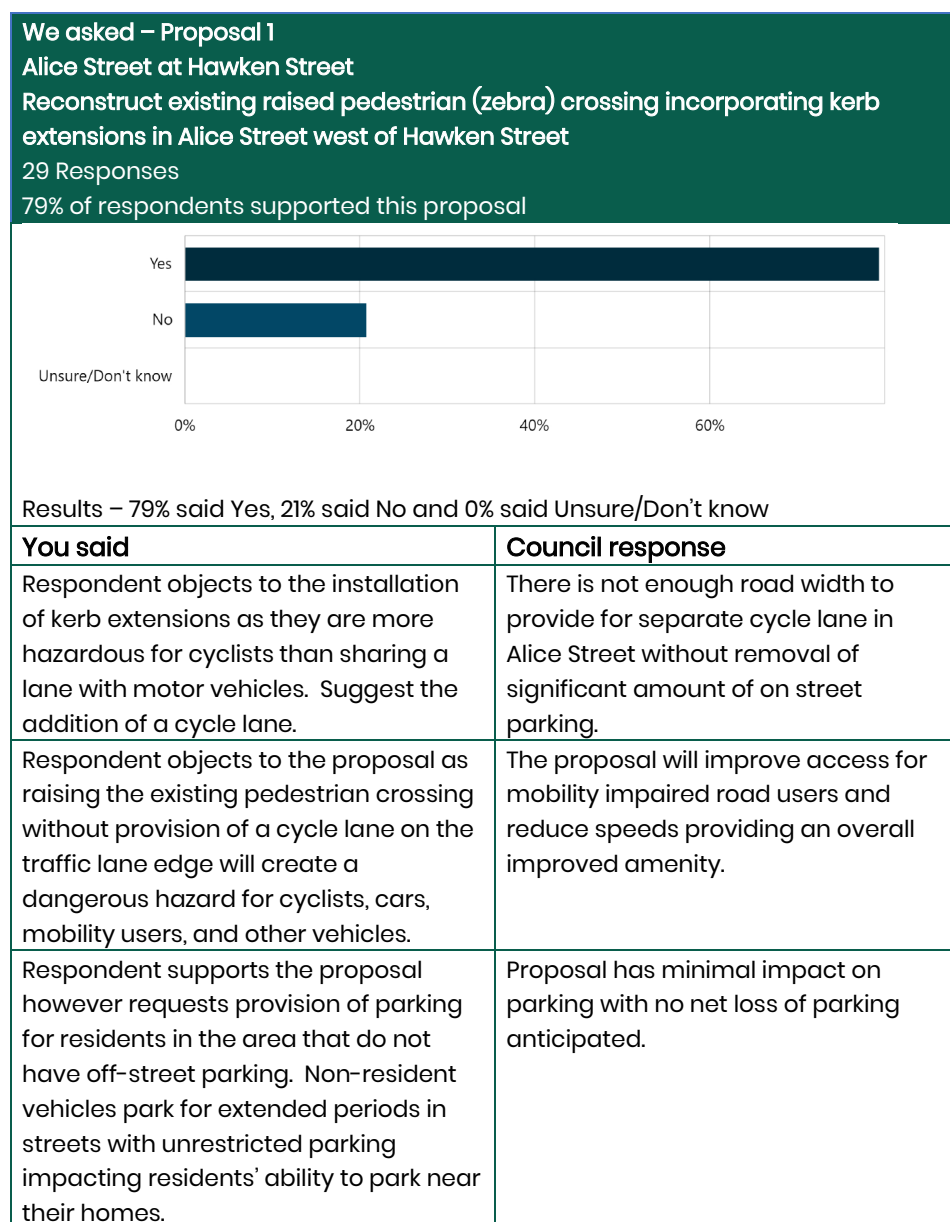 We asked – Proposal 1
Alice Street at Hawken Street
Reconstruct existing raised pedestrian (zebra) crossing incorporating kerb
extensions in Alice Street west of Hawken Street
29 Responses
79% of respondents supported this proposal
Yes
No
Unsure/Don't know
0%
20%
40%
60%
Results – 79% said Yes, 21% said No and 0% said Unsure/Don’t know
You said
Council response
Respondent objects to the installation
of kerb extensions as they are more
hazardous for cyclists than sharing a
lane with motor vehicles.  Suggest the
addition of a cycle lane.
There is not enough road width to
provide for separate cycle lane in
Alice Street without removal of
significant amount of on street
parking.
Respondent objects to the proposal as
raising the existing pedestrian crossing
without provision of a cycle lane on the
traffic lane edge will create a
dangerous hazard for cyclists, cars,
mobility users, and other vehicles.
The proposal will improve access for
mobility impaired road users and
reduce speeds providing an overall
improved amenity.
Respondent supports the proposal
however requests provision of parking
for residents in the area that do not
have off-street parking.  Non-resident
vehicles park for extended periods in
streets with unrestricted parking
impacting residents’ ability to park near
their homes.
Proposal has minimal impact on
parking with no net loss of parking
anticipated.